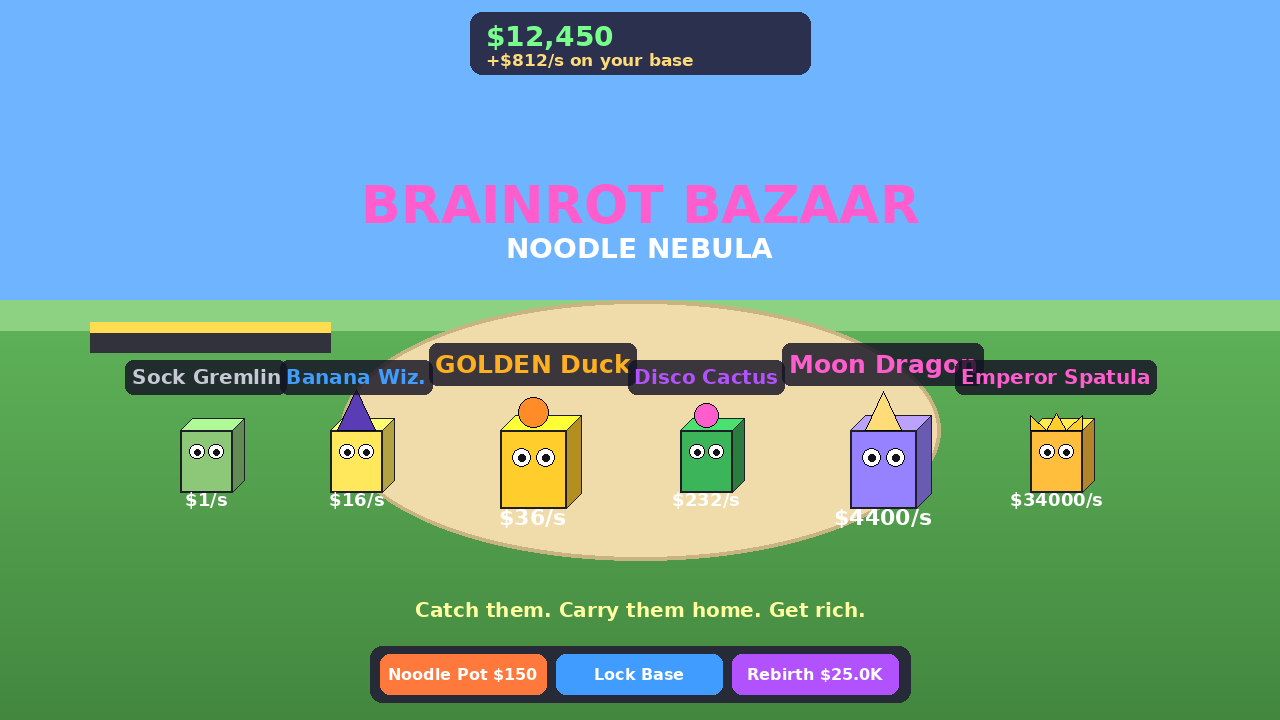 $12,450
+$812/s on your base
BRAINROT BAZAAR
NOODLE NEBULA
Sock Gremlin
Banana Wiz.
GOLDEN Duck
Disco Cactus
Moon Dragon
Emperor Spatula
$1/s
$16/s
$36/s
$232/s
$4400/s
$34000/s
Catch them. Carry them home. Get rich.
Noodle Pot $150
Lock Base
Rebirth $25.0K